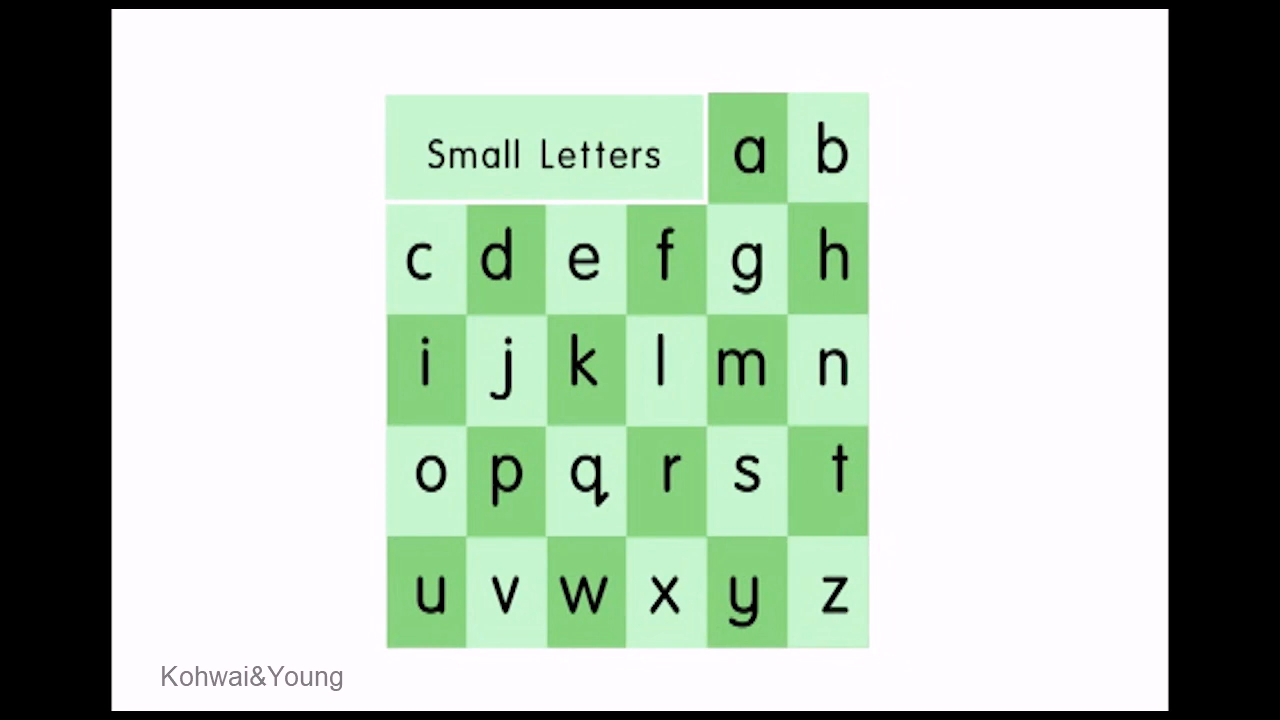 Small Letters a b
c d e f g h
i j k l m n
o p q r s t
u v w x y z
Kohwai&Young